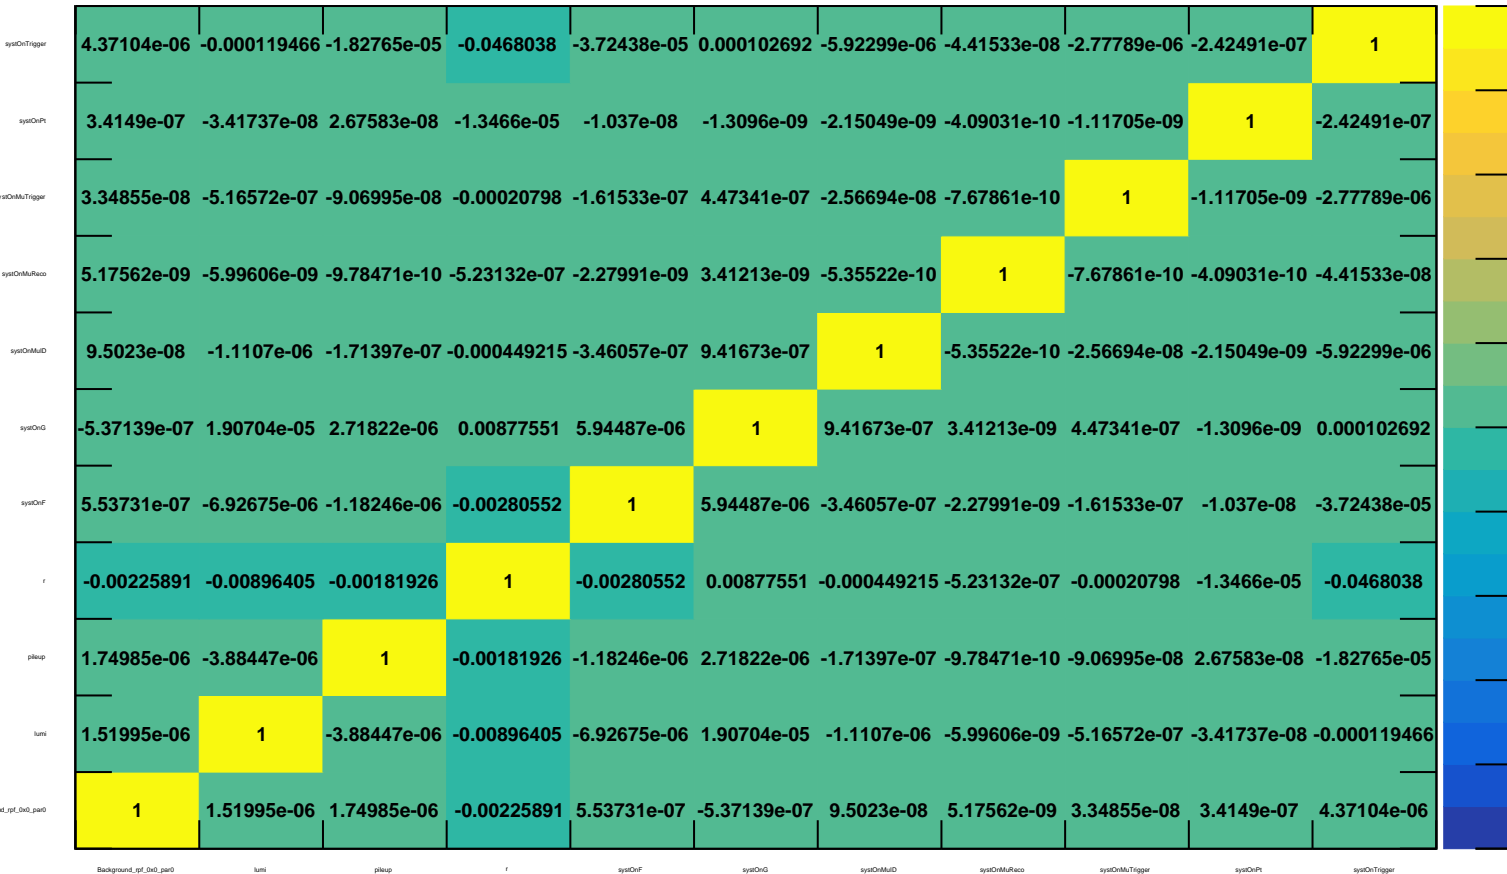 systOnTrigger 4.37104e-06 -0.000119466 -1.82765e-05 -0.0468038 -3.72438e-05 0.000102692 -5.92299e-06 -4.41533e-08 -2.77789e-06 -2.42491e-07 1
systOnPt 3.4149e-07 -3.41737e-08 2.67583e-08 -1.3466e-05 -1.037e-08 -1.3096e-09 -2.15049e-09 -4.09031e-10 -1.11705e-09 1 -2.42491e-07
rstOnMuTrigger 3.34855e-08 -5.16572e-07 -9.06995e-08 -0.00020798 -1.61533e-07 4.47341e-07 -2.56694e-08 -7.67861e-10 1 -1.11705e-09 -2.77789e-06
systOnMuReco 5.17562e-09 -5.99606e-09 -9.78471e-10 -5.23132e-07 -2.27991e-09 3.41213e-09 -5.35522e-10 1 -7.67861e-10 -4.09031e-10 -4.41533e-08
systOnMuID 9.5023e-08 -1.1107e-06 -1.71397e-07 -0.000449215 -3.46057e-07 9.41673e-07 1 -5.35522e-10 -2.56694e-08 -2.15049e-09 -5.92299e-06
systOnG -5.37139e-07 1.90704e-05 2.71822e-06 0.00877551 5.94487e-06 1 9.41673e-07 3.41213e-09 4.47341e-07 -1.3096e-09 0.000102692
systOnF 5.53731e-07 -6.92675e-06 -1.18246e-06 -0.00280552 1 5.94487e-06 -3.46057e-07 -2.27991e-09 -1.61533e-07 -1.037e-08 -3.72438e-05
r -0.00225891 -0.00896405 -0.00181926 1 -0.00280552 0.00877551 -0.000449215 -5.23132e-07 -0.00020798 -1.3466e-05 -0.0468038
pileup 1.74985e-06 -3.88447e-06 1 -0.00181926 -1.18246e-06 2.71822e-06 -1.71397e-07 -9.78471e-10 -9.06995e-08 2.67583e-08 -1.82765e-05
lumi 1.51995e-06 1 -3.88447e-06 -0.00896405 -6.92675e-06 1.90704e-05 -1.1107e-06 -5.99606e-09 -5.16572e-07 -3.41737e-08 -0.000119466
nd_rpf_0x0_par0 1 1.51995e-06 1.74985e-06 -0.00225891 5.53731e-07 -5.37139e-07 9.5023e-08 5.17562e-09 3.34855e-08 3.4149e-07 4.37104e-06
Background_rpf_0x0_par0 lumi pileup r systOnF systOnG systOnMuID systOnMuReco systOnMuTrigger systOnPt systOnTrigger